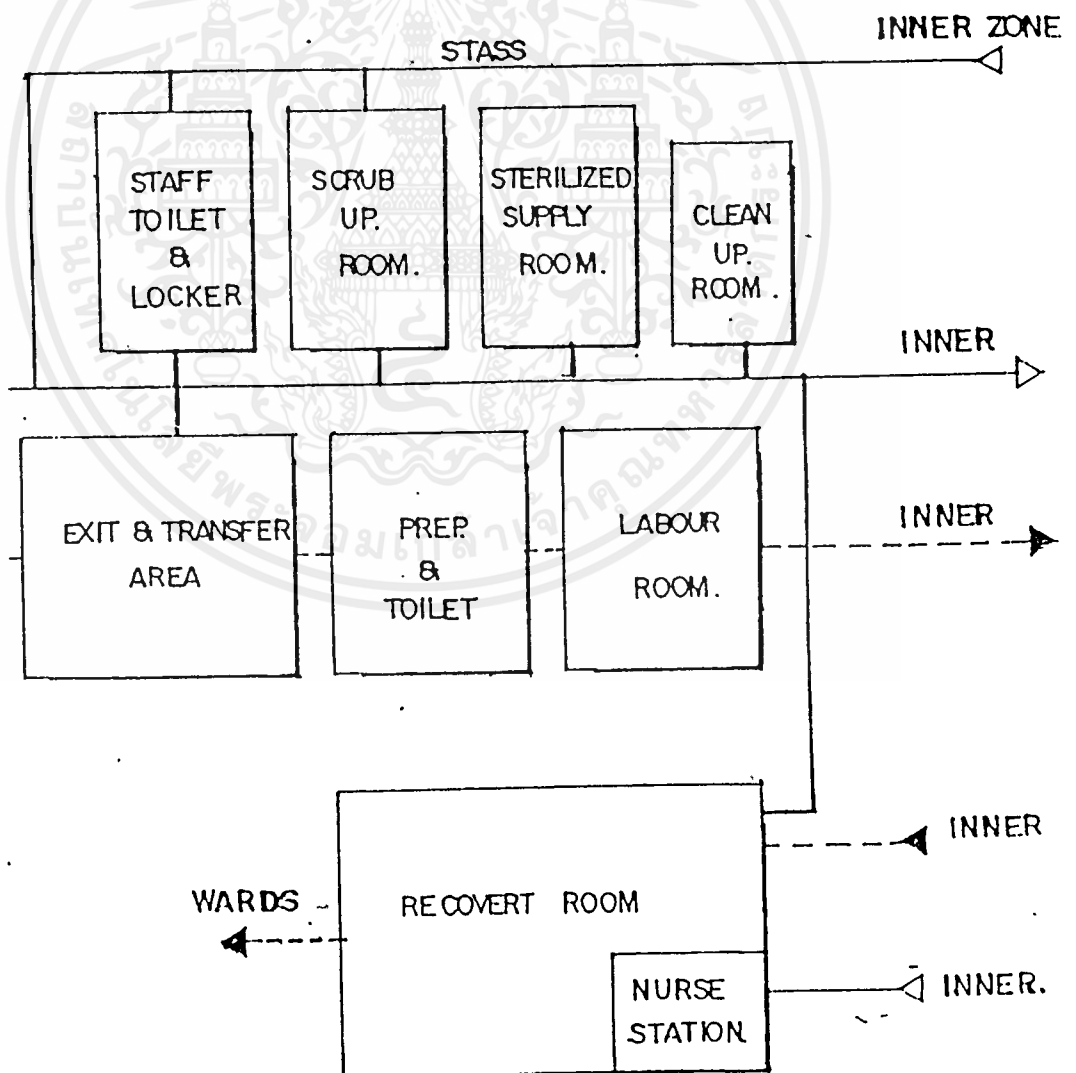 INNER ZONE
STASS
STAFF
TOILET
&
LOCKER
SCRUB
UP.
ROOM.
STERILIZED
SUPPLY
ROOM.
CLEAN
UP.
ROOM.
INNER
EXIT & TRANSFER
AREA
PREP.
&
TOILET
LABOUR
ROOM.
INNER
INNER
WARDS
RECOVERT ROOM
NURSE
STATION.
INNER.